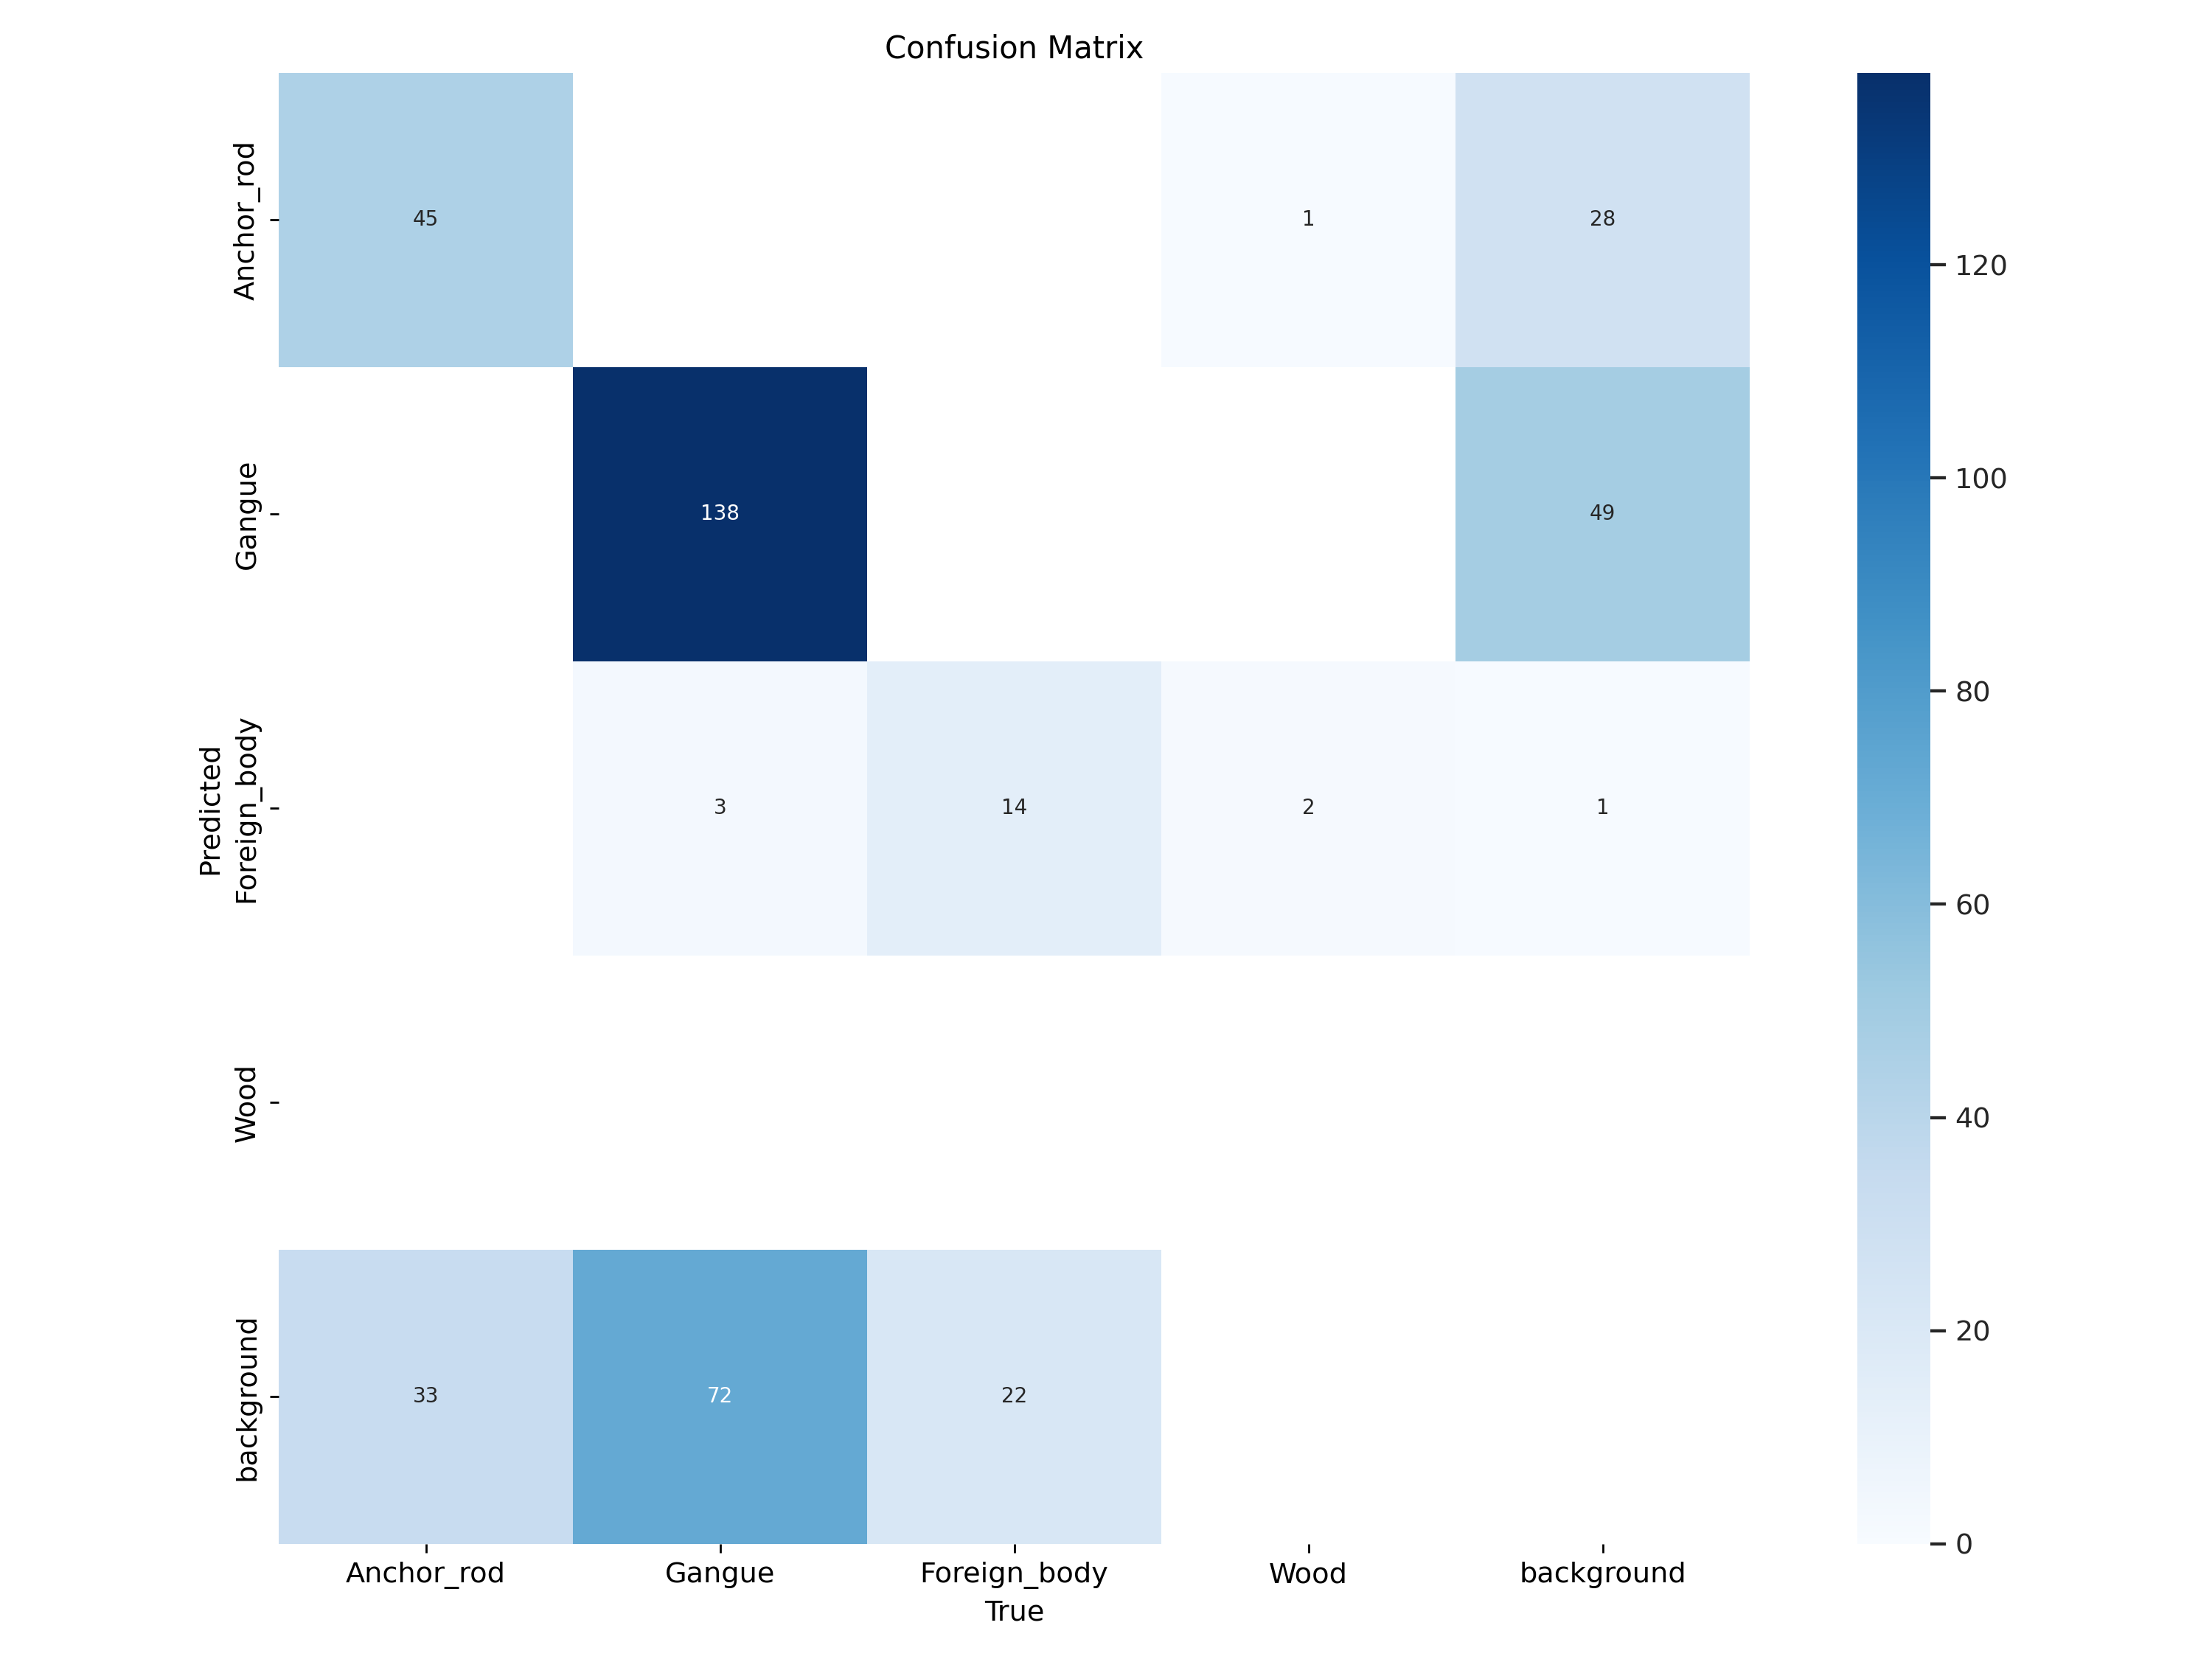 Confusion Matrix
Anchor_rod
45
1
28
120
100
Gangue
138
49
80
Predicted
Foreign_body
3
14
2
1
60
Wood
40
20
background
33
72
22
0
Anchor_rod
Gangue
Foreign_body
Wood
background
True